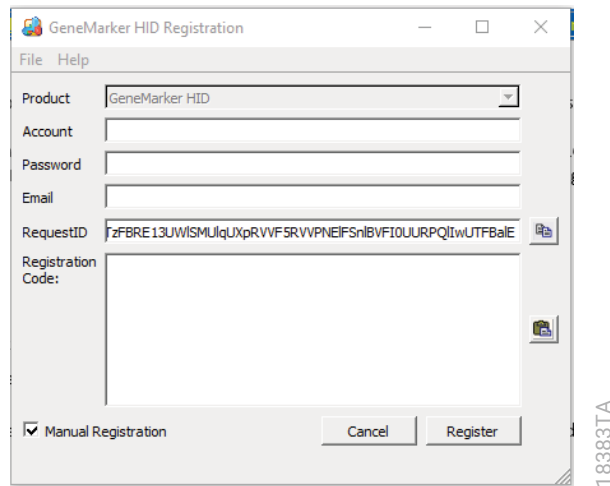 GeneMarker HID Registration
File Help
Product GeneMarker HID
Account
Password
Email
RequestID TzFBRE13UWlSMUlqUXpRVVF5RVVPNElFSnlBVFI0UURPQlIwUTFBalE
Registration
Code:
Manual Registration Cancel Register
18383TA